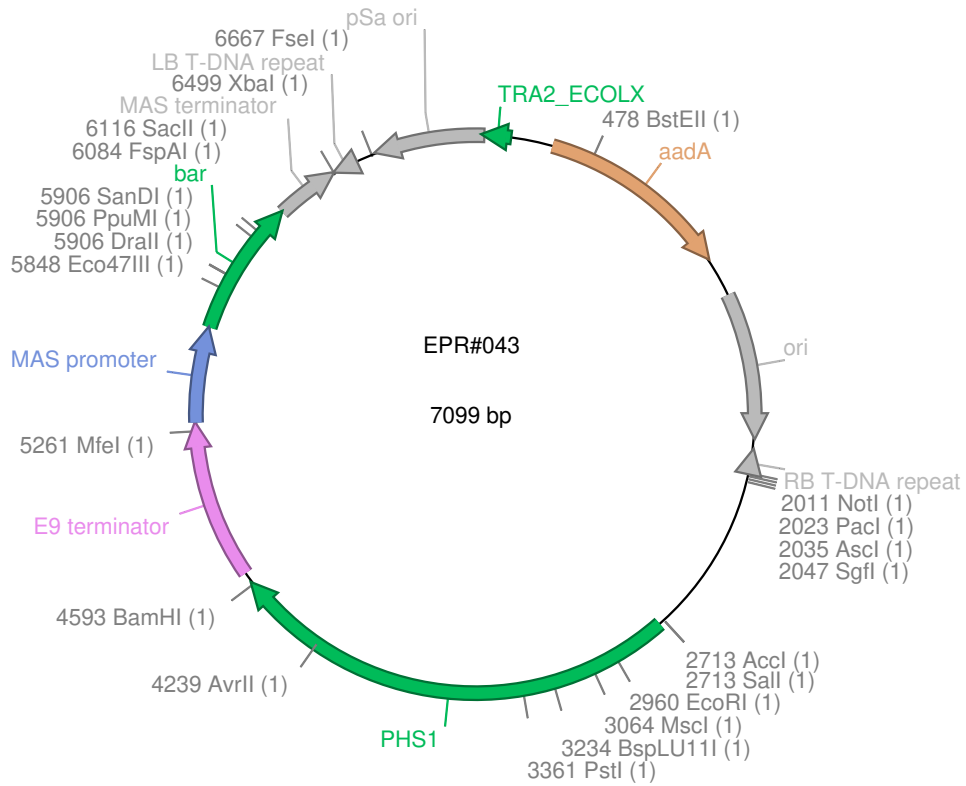 pSa ori
6667 FseI (1)
LB T-DNA repeat
6499 XbaI (1)
MAS terminator
6116 SacII (1)
6084 FspAI (1)
bar
5906 SanDI (1)
5906 PpuMI (1)
5906 DraII (1)
5848 Eco47III (1)
TRA2_ECOLX
478 BstEII (1)
aadA
EPR#043
7099 bp
ori
MAS promoter
5261 MfeI (1)
E9 terminator
RB T-DNA repeat
2011 NotI (1)
2023 PacI (1)
2035 AscI (1)
2047 SgfI (1)
4593 BamHI (1)
4239 AvrII (1)
PHS1
2713 AccI (1)
2713 SalI (1)
2960 EcoRI (1)
3064 MscI (1)
3234 BspLU11I (1)
3361 PstI (1)